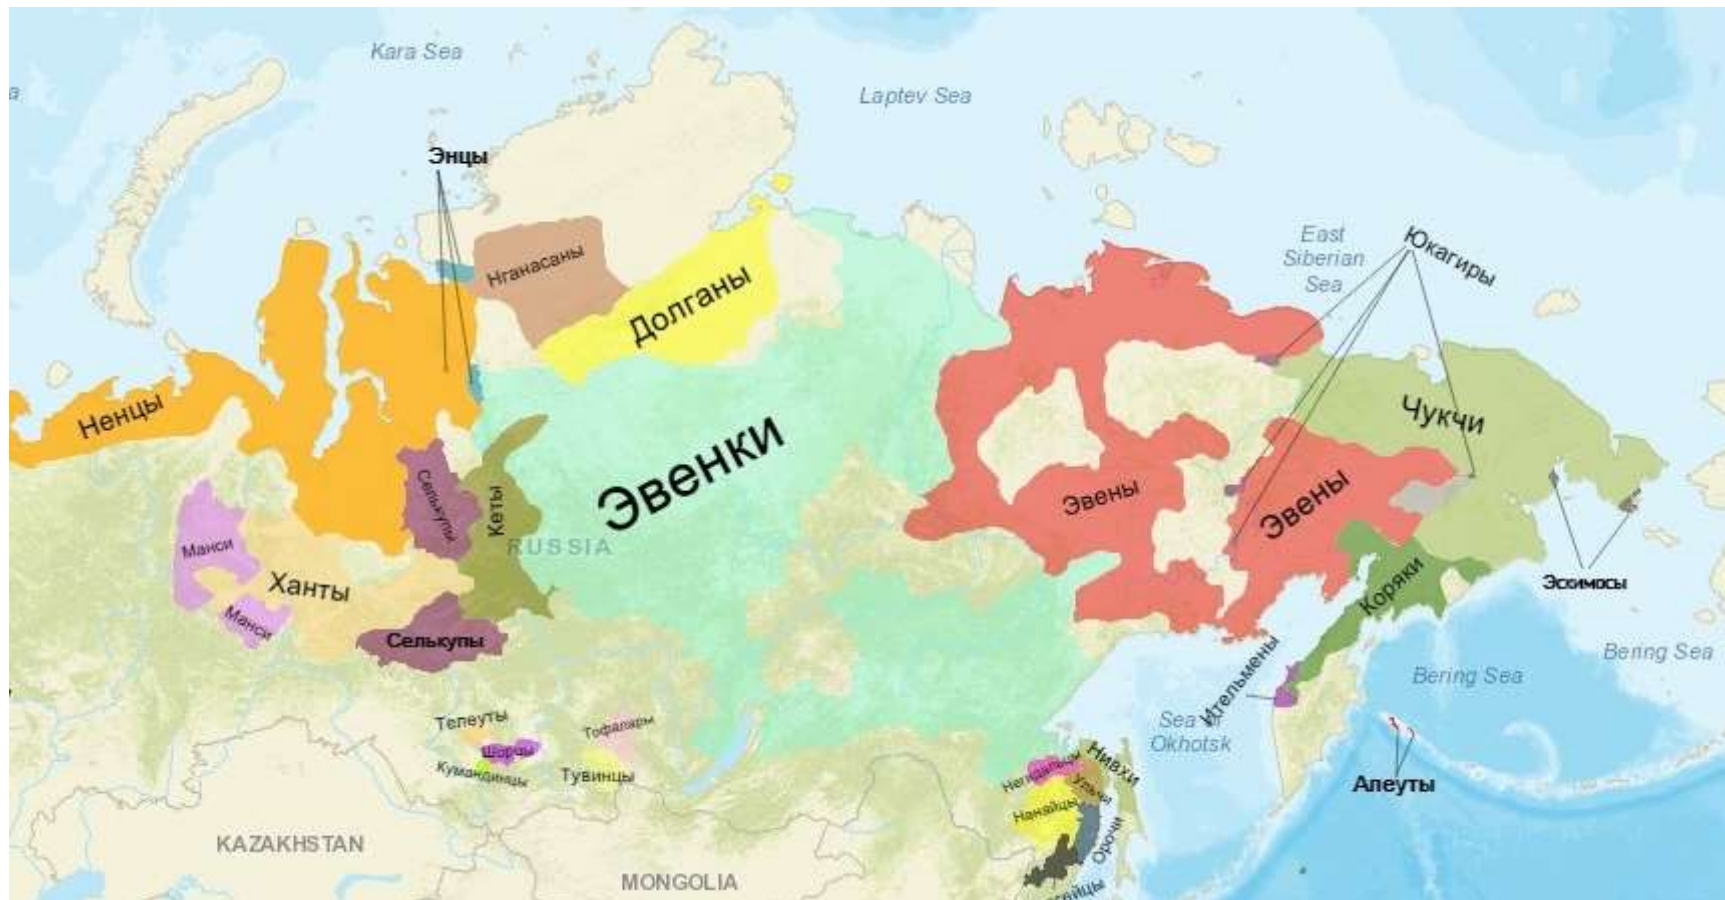 Kara Sea
Laptev Sea
Энцы
East
Siberian
Sea
Юкагиры
Нганасаны
Долганы
Ненцы
Чукчи
Эвенки
Эвены
Эвены
Селькупы
Кеты
RUSSIA
Манси
Ханты
Манси
Селькупы
Коряки
Эскимосы
Ительмены
Bering Sea
Bering Sea
Sea
Okhotsk
Телеуты
Шорцы
Кумандинцы
Тофалары
Тувинцы
Негидальцы
Нивхи
Ульчи
Нанайцы
Орочи
Алеуты
KAZAKHSTAN
MONGOLIA